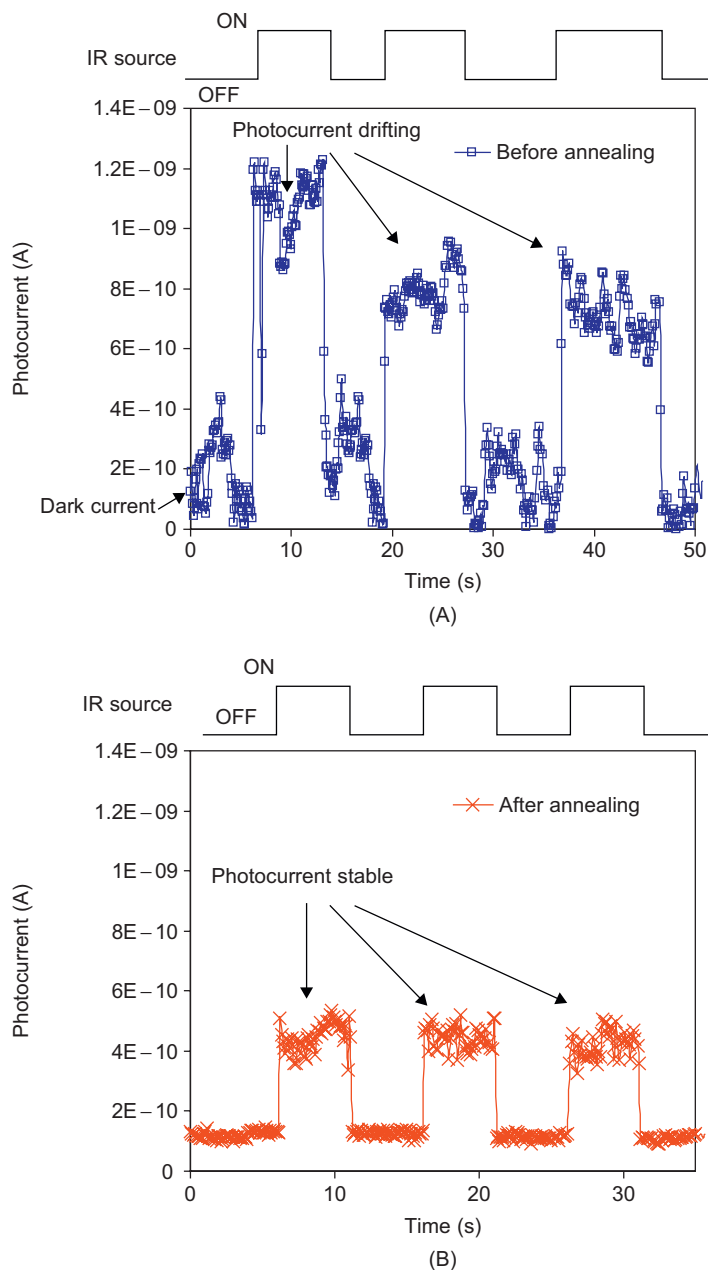 ON
IR source
OFF
1.4E – 09
1.2E – 09
1E – 09
8E – 10
6E – 10
4E – 10
2E – 10
0
Photocurrent (A)
Photocurrent drifting
Before annealing
Dark current
0 10 20 30 40 50
Time (s)
(A)
ON
IR source
OFF
1.4E – 09
1.2E – 09
1E – 09
8E – 10
6E – 10
4E – 10
2E – 10
0
Photocurrent (A)
After annealing
Photocurrent stable
0 10 20 30
Time (s)
(B)